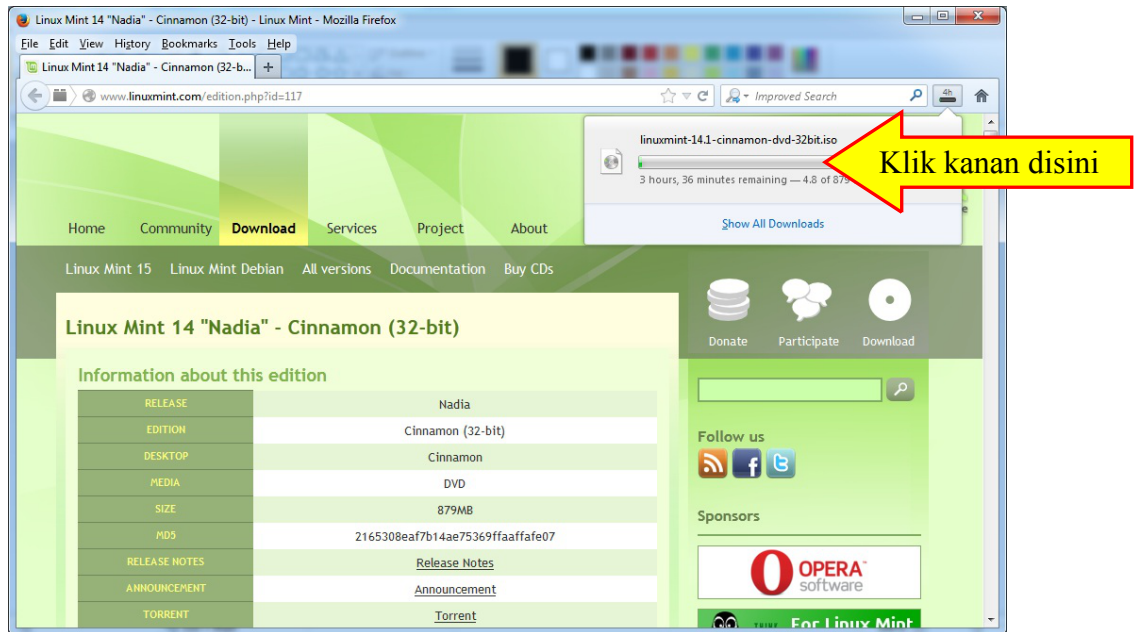 Linux Mint 14 "Nadia" - Cinnamon (32-bit) - Linux Mint - Mozilla Firefox
File Edit View History Bookmarks Tools Help
Linux Mint 14 "Nadia" - Cinnamon (32-b...
www.linuxmint.com/edition.php?id=117
Improved Search
4h
linuxmint-14.1-cinnamon-dvd-32bit.iso
3 hours, 36 minutes remaining — 4.8 of 879
Show All Downloads
Klik kanan disini
Home Community Download Services Project About
Linux Mint 15 Linux Mint Debian All versions Documentation Buy CDs
Donate Participate Download
Linux Mint 14 "Nadia" - Cinnamon (32-bit)
Information about this edition
RELEASE Nadia
EDITION Cinnamon (32-bit)
DESKTOP Cinnamon
MEDIA DVD
SIZE 879MB
MD5 2165308eaf7b14ae75369ffaaffafe07
RELEASE NOTES Release Notes
ANNOUNCEMENT Announcement
TORRENT Torrent
Follow us
Sponsors
OPERA
software
For Linux Mint